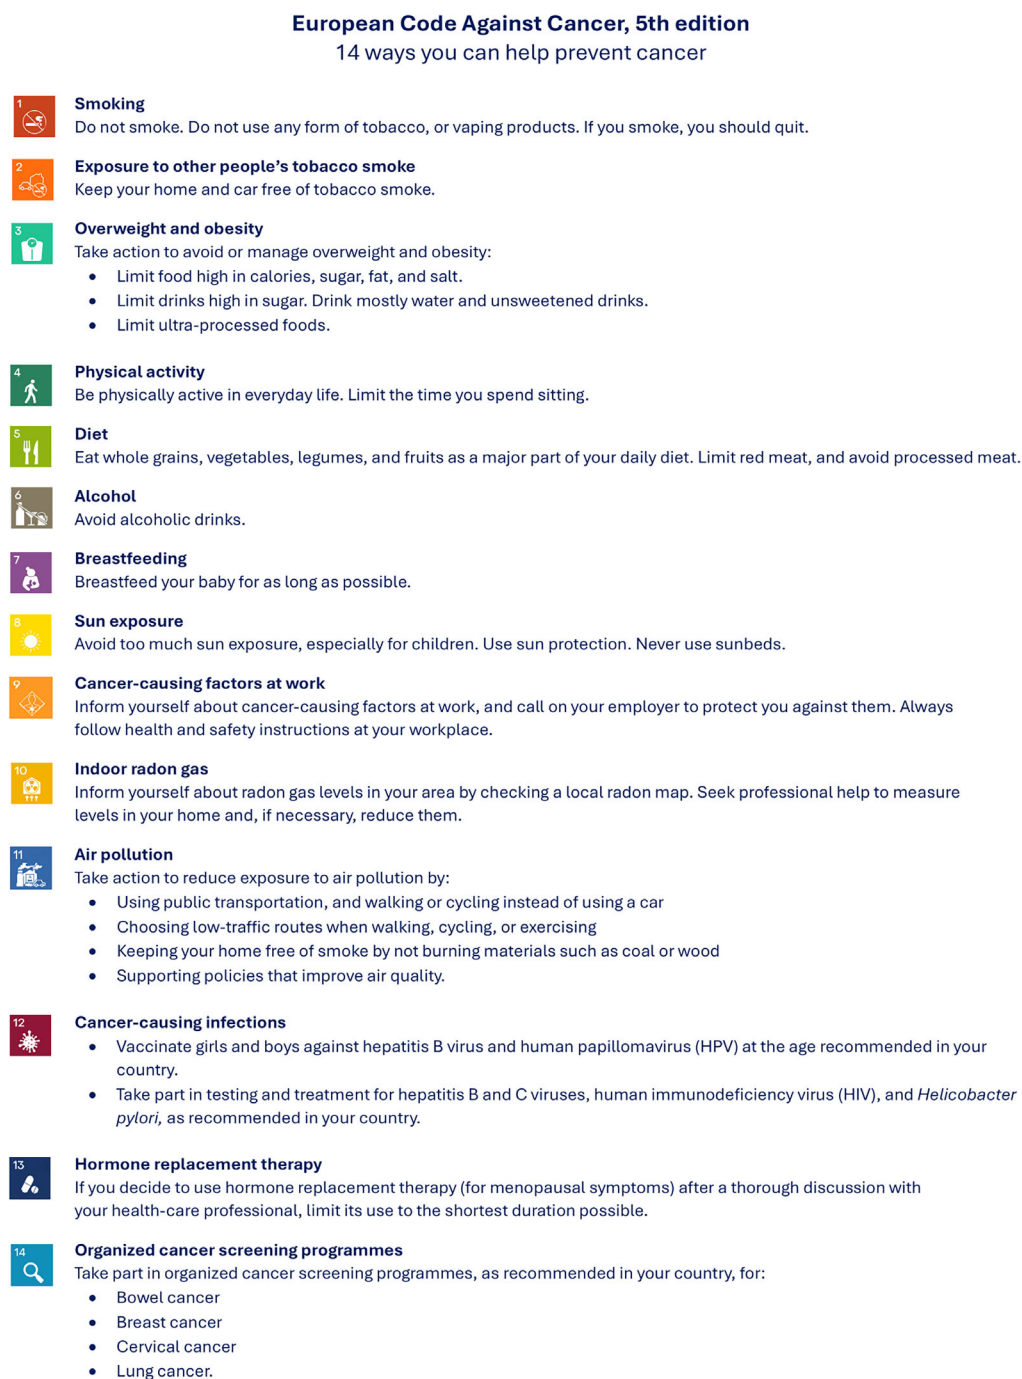 European Code Against Cancer, 5th edition
14 ways you can help prevent cancer
1
Smoking
Do not smoke. Do not use any form of tobacco, or vaping products. If you smoke, you should quit.
2
Exposure to other people’s tobacco smoke
Keep your home and car free of tobacco smoke.
3
Overweight and obesity
Take action to avoid or manage overweight and obesity:
• Limit food high in calories, sugar, fat, and salt.
• Limit drinks high in sugar. Drink mostly water and unsweetened drinks.
• Limit ultra-processed foods.
4
Physical activity
Be physically active in everyday life. Limit the time you spend sitting.
5
Diet
Eat whole grains, vegetables, legumes, and fruits as a major part of your daily diet. Limit red meat, and avoid processed meat.
6
Alcohol
Avoid alcoholic drinks.
7
Breastfeeding
Breastfeed your baby for as long as possible.
8
Sun exposure
Avoid too much sun exposure, especially for children. Use sun protection. Never use sunbeds.
9
Cancer-causing factors at work
Inform yourself about cancer-causing factors at work, and call on your employer to protect you against them. Always
follow health and safety instructions at your workplace.
10
Indoor radon gas
Inform yourself about radon gas levels in your area by checking a local radon map. Seek professional help to measure
levels in your home and, if necessary, reduce them.
11
Air pollution
Take action to reduce exposure to air pollution by:
• Using public transportation, and walking or cycling instead of using a car
• Choosing low-traffic routes when walking, cycling, or exercising
• Keeping your home free of smoke by not burning materials such as coal or wood
• Supporting policies that improve air quality.
12
Cancer-causing infections
• Vaccinate girls and boys against hepatitis B virus and human papillomavirus (HPV) at the age recommended in your
country.
• Take part in testing and treatment for hepatitis B and C viruses, human immunodeficiency virus (HIV), and Helicobacter
pylori, as recommended in your country.
13
Hormone replacement therapy
If you decide to use hormone replacement therapy (for menopausal symptoms) after a thorough discussion with
your health-care professional, limit its use to the shortest duration possible.
14
Organized cancer screening programmes
Take part in organized cancer screening programmes, as recommended in your country, for:
• Bowel cancer
• Breast cancer
• Cervical cancer
• Lung cancer.